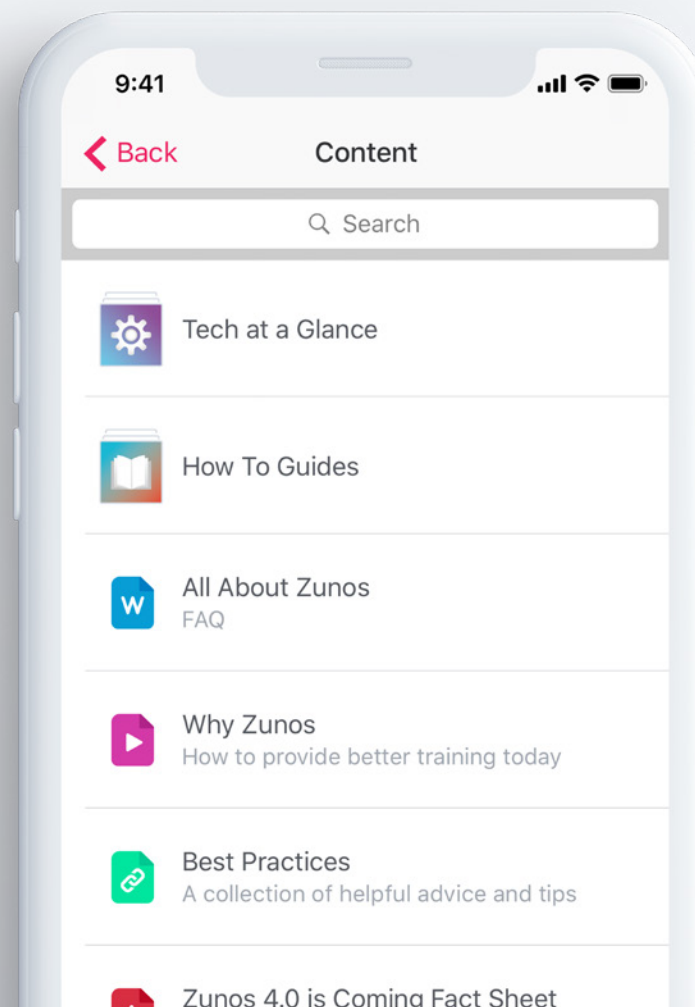 9:41
Back
Content
Search
Tech at a Glance
How To Guides
W
All About Zunos
FAQ
Why Zunos
How to provide better training today
Best Practices
A collection of helpful advice and tips
Zunos 4.0 is Coming Fact Sheet